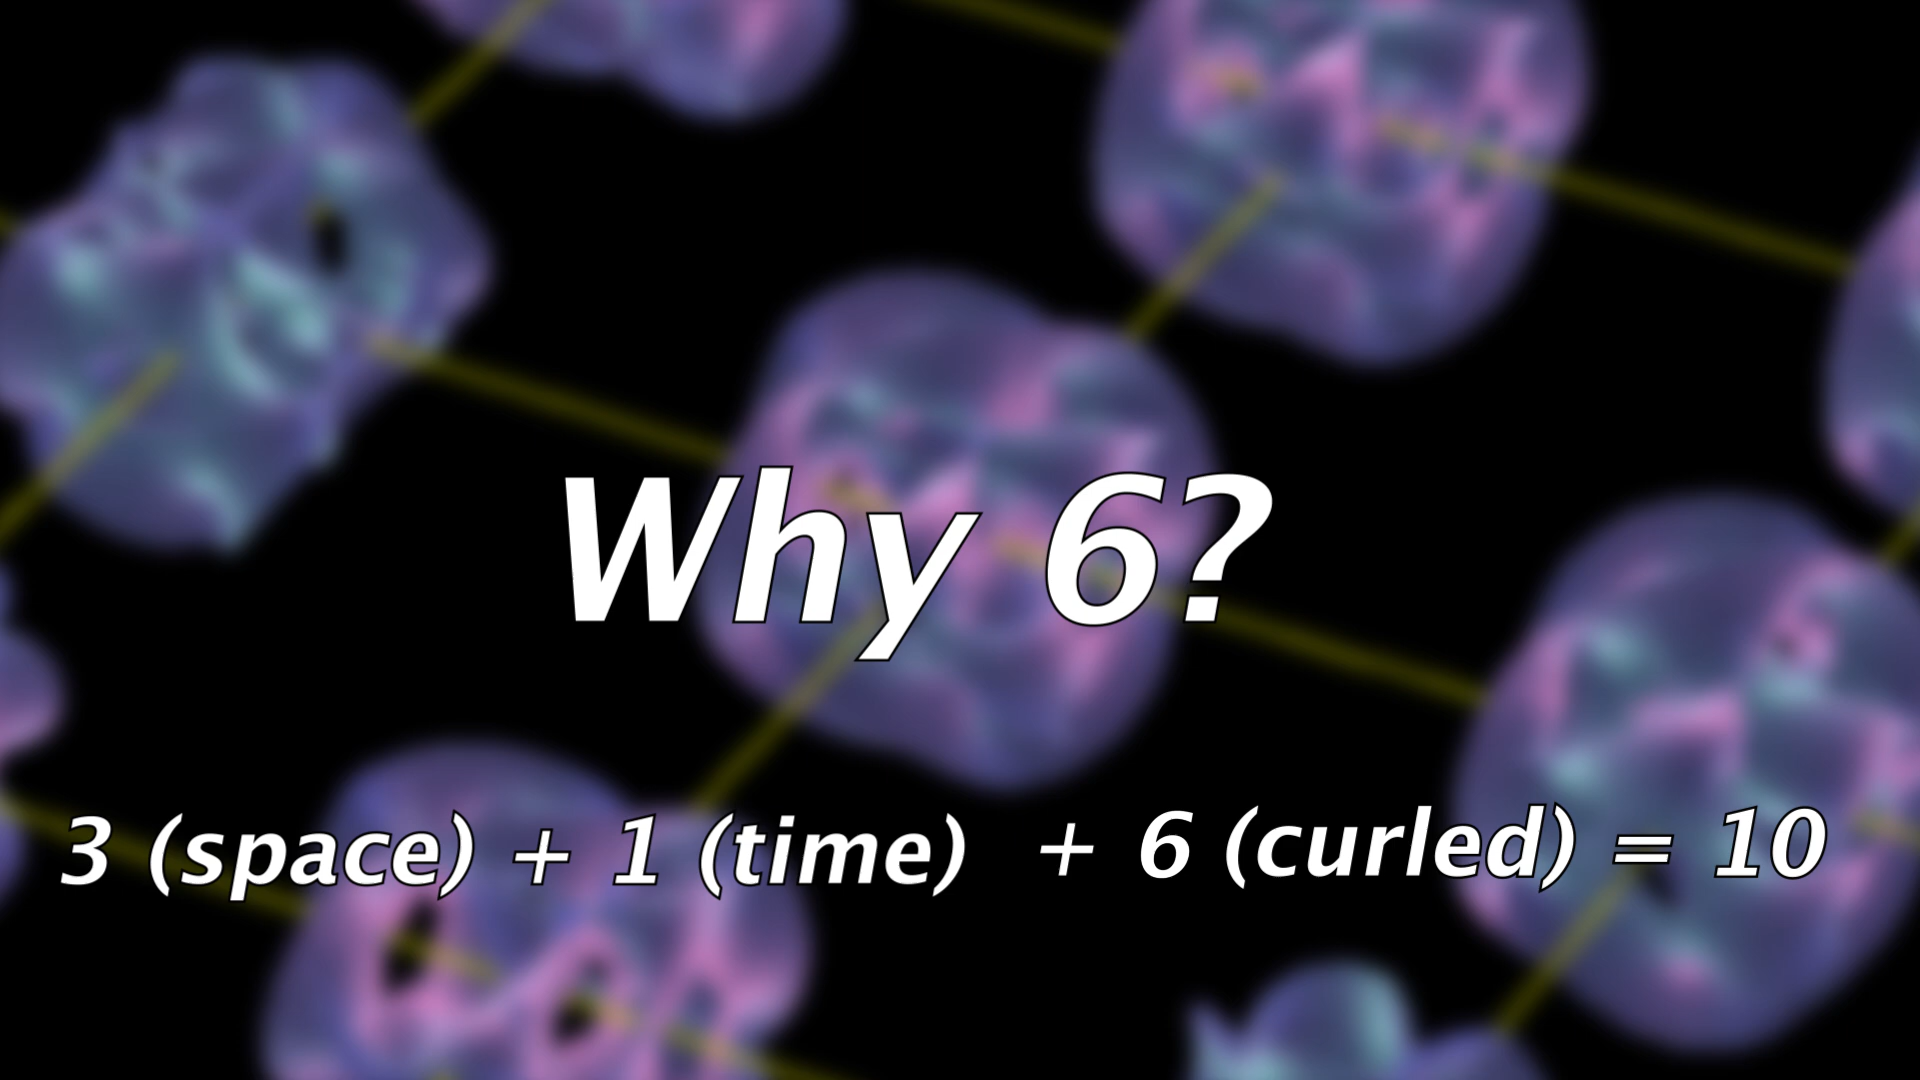 Why 6?
3 (space) + 1 (time) + 6 (curled) = 10